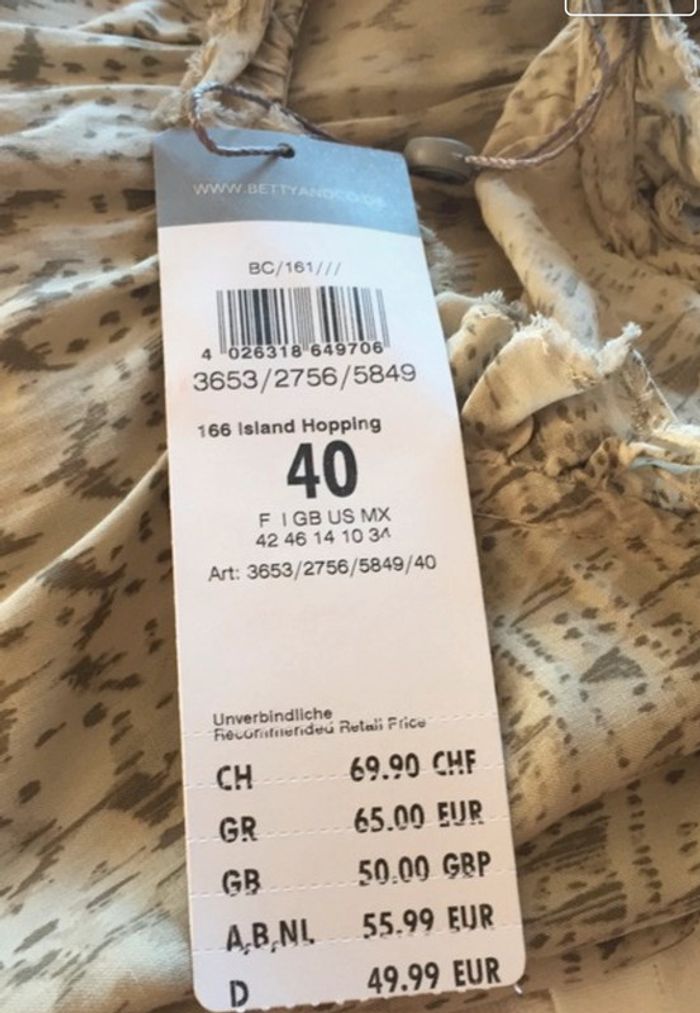 WWW.BETTYANDCO.DE
BC/161///
4 026318 649706
3653/2756/5849
166 Island Hopping
40
F I GB US MX
42 46 14 10 34
Art: 3653/2756/5849/40
Unverbindliche
Recommended Retail Price
CH 69.90 CHF
GR 65.00 EUR
GB 50.00 GBP
A,B,NL 55.99 EUR
D 49.99 EUR